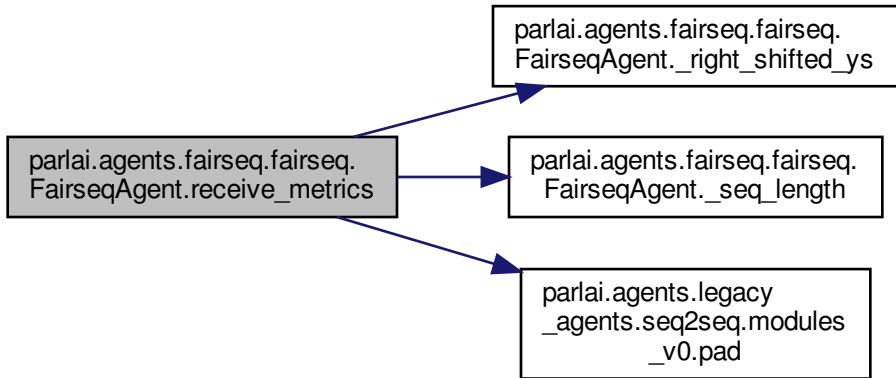 parlai.agents.fairseq.fairseq.
FairseqAgent.receive_metrics
parlai.agents.fairseq.fairseq.
FairseqAgent._right_shifted_ys
parlai.agents.fairseq.fairseq.
FairseqAgent._seq_length
parlai.agents.legacy
_agents.seq2seq.modules
_v0.pad